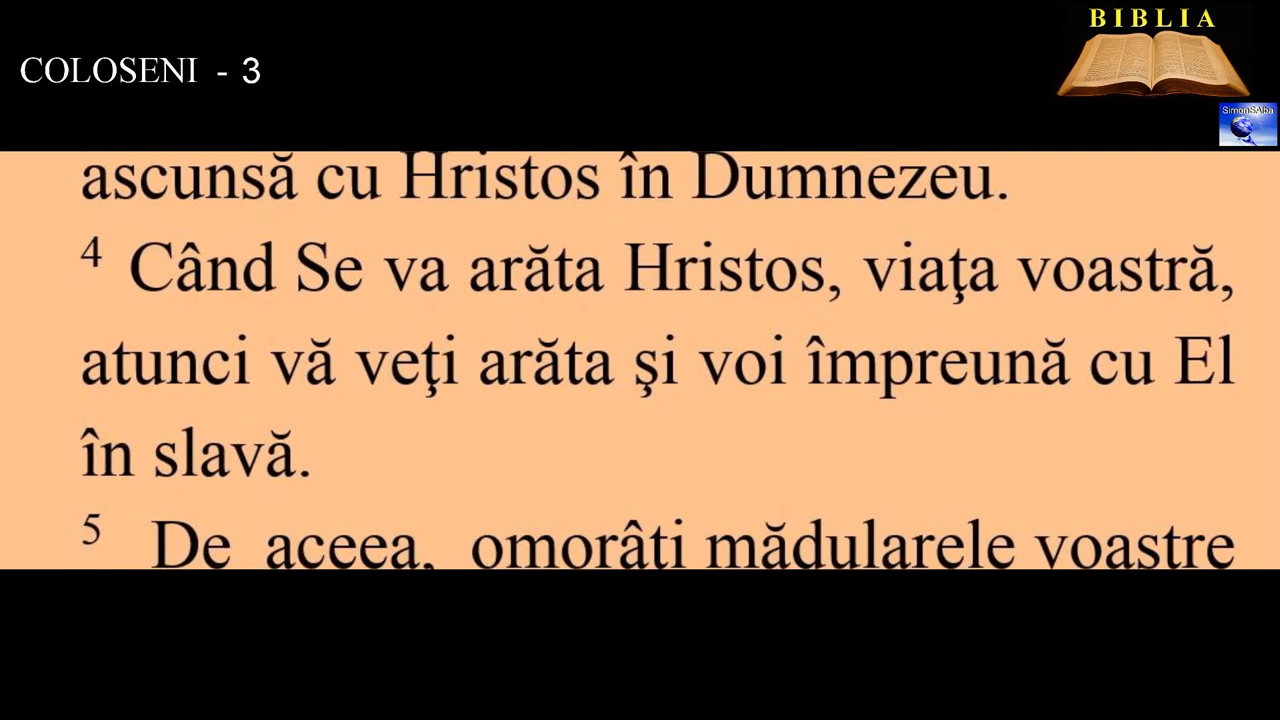 BIBLIA
COLOSENI - 3
SimonSAlba
ascunsă cu Hristos în Dumnezeu.
4 Când Se va arăta Hristos, viaţa voastră,
atunci vă veţi arăta şi voi împreună cu El
în slavă.
5 De aceea, omorâţi mădularele voastre